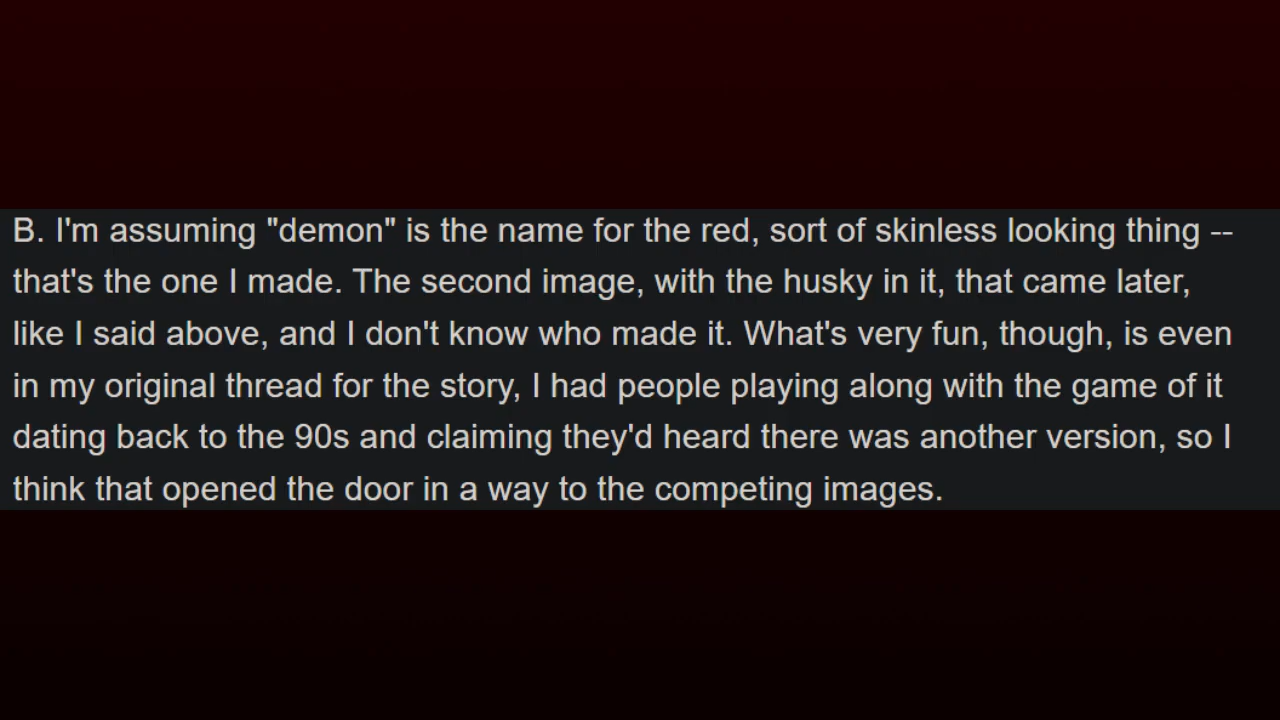 B. I'm assuming "demon" is the name for the red, sort of skinless looking thing --
that's the one I made. The second image, with the husky in it, that came later,
like I said above, and I don't know who made it. What's very fun, though, is even
in my original thread for the story, I had people playing along with the game of it
dating back to the 90s and claiming they'd heard there was another version, so I
think that opened the door in a way to the competing images.